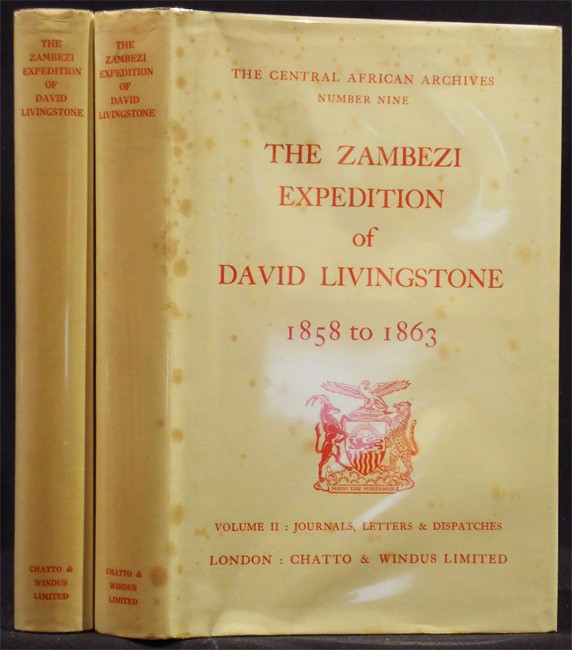 THE
ZAMBEZI
EXPEDITION
OF
DAVID
LIVINGSTONE
CHATTO &
WINDUS
LIMITED
THE
ZAMBEZI
EXPEDITION
OF
DAVID
LIVINGSTONE
CHATTO &
WINDUS
LIMITED
THE CENTRAL AFRICAN ARCHIVES
NUMBER NINE
THE ZAMBEZI
EXPEDITION
of
DAVID LIVINGSTONE
1858 to 1863
VOLUME II : JOURNALS, LETTERS & DISPATCHES
LONDON : CHATTO & WINDUS LIMITED